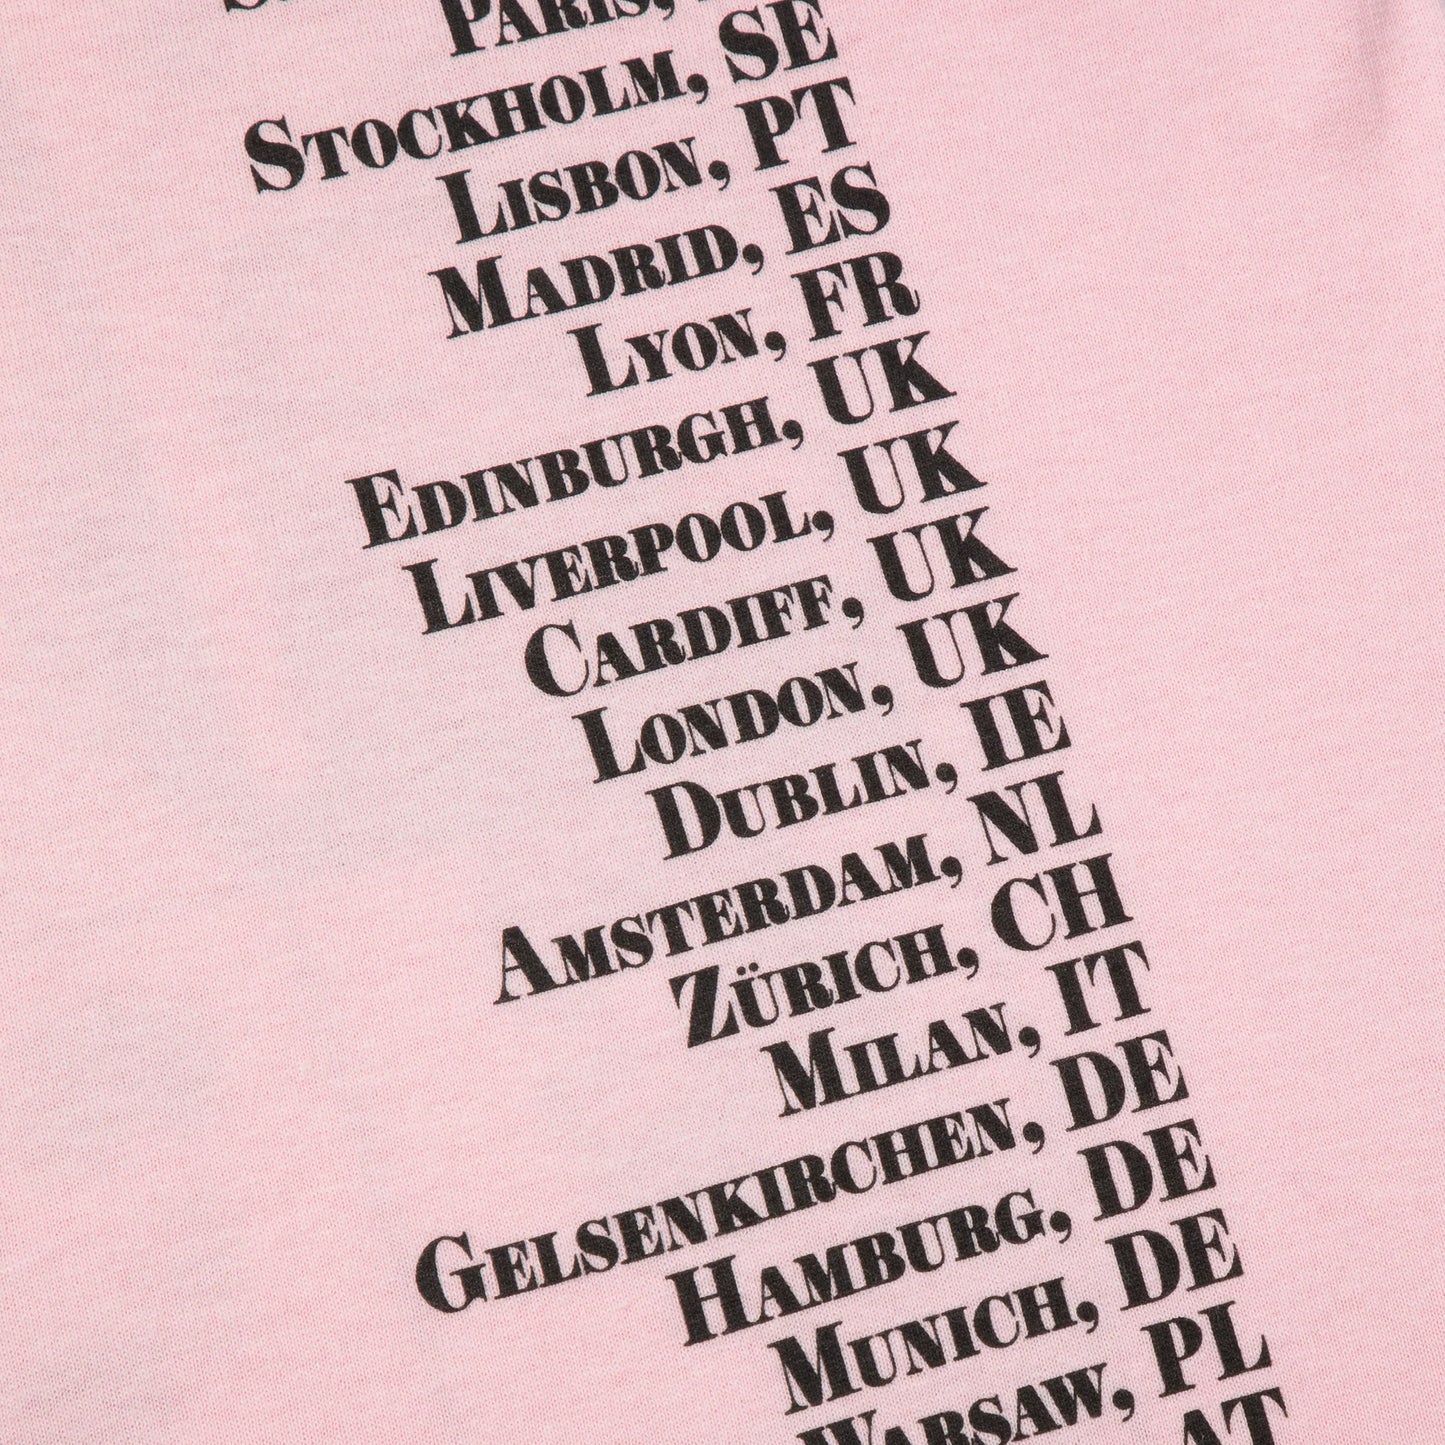 Paris,
Stockholm, SE
Lisbon, PT
Madrid, ES
Lyon, FR
Edinburgh, UK
Liverpool, UK
Cardiff, UK
London, UK
Dublin, IE
Amsterdam, NL
Zürich, CH
Milan, IT
Gelsenkirchen, DE
Hamburg, DE
Munich, DE
Warsaw, PL
AT